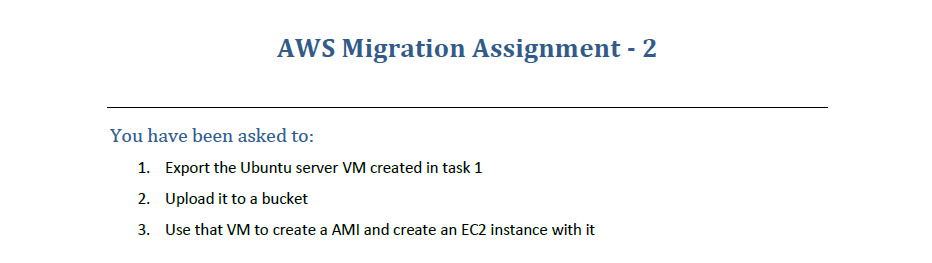 AWS Migration Assignment - 2
You have been asked to:
1. Export the Ubuntu server VM created in task 1
2. Upload it to a bucket
3. Use that VM to create a AMI and create an EC2 instance with it